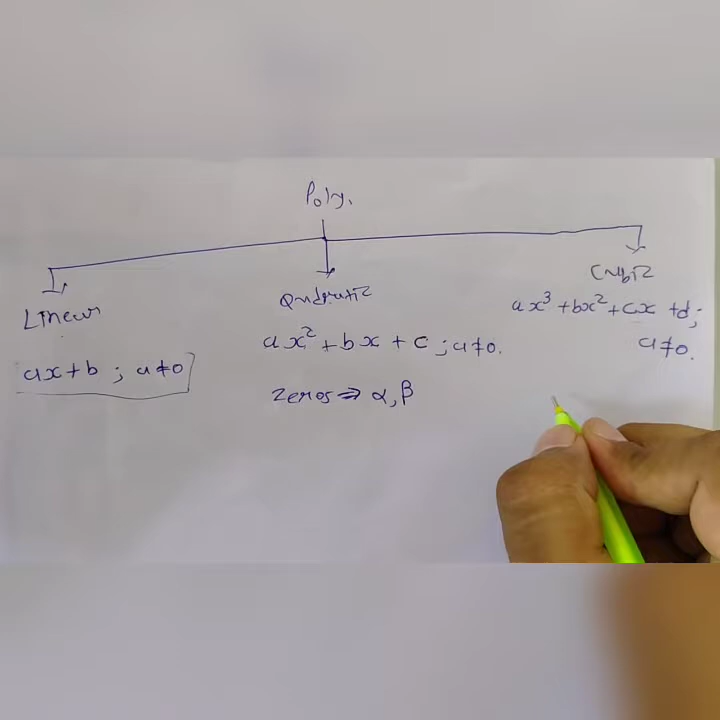 Poly.
Linear
ax+b ; a≠0
Quadratic
ax²+bx+c ; a≠0.
zeros ⇒ α, β
Cubic
ax³+bx²+cx+d ;
a≠0.